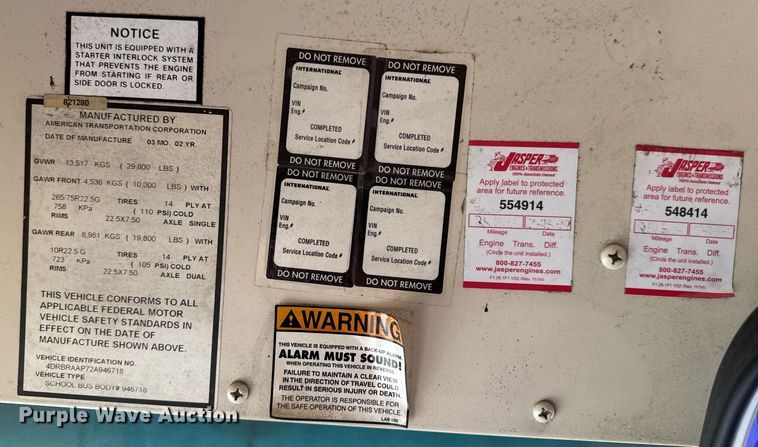 NOTICE
THIS UNIT IS EQUIPPED WITH A
STARTER INTERLOCK SYSTEM
THAT PREVENTS THE ENGINE
FROM STARTING IF REAR OR
SIDE DOOR IS LOCKED.
821280
MANUFACTURED BY
AMERICAN TRANSPORTATION CORPORATION
DATE OF MANUFACTURE 03 MO. 02 YR.
GVWR 13,517 KGS ( 29,800 LBS )
GAWR FRONT 4,536 KGS ( 10,000 LBS ) WITH
265/75R22.5G TIRES 14 PLY AT
758 KPa ( 110 PSI) COLD
RIMS 22.5X7.50 AXLE SINGLE
GAWR REAR 8,981 KGS ( 19,800 LBS ) WITH
10R22.5 G TIRES 14 PLY AT
723 KPa ( 105 PSI) COLD
RIMS 22.5X7.50 AXLE DUAL
THIS VEHICLE CONFORMS TO ALL
APPLICABLE FEDERAL MOTOR
VEHICLE SAFETY STANDARDS IN
EFFECT ON THE DATE OF
MANUFACTURE SHOWN ABOVE.
VEHICLE IDENTIFICATION NO.
4DRBRAAP72A946718
VEHICLE TYPE
SCHOOL BUS BODY# 946718
DO NOT REMOVE
INTERNATIONAL
Campaign No.
VIN
Eng.#
COMPLETED
Service Location Code #
DO NOT REMOVE
DO NOT REMOVE
INTERNATIONAL
Campaign No.
VIN
Eng.#
COMPLETED
Service Location Code #
DO NOT REMOVE
DO NOT REMOVE
INTERNATIONAL
Campaign No.
VIN
Eng.#
COMPLETED
Service Location Code #
DO NOT REMOVE
DO NOT REMOVE
INTERNATIONAL
Campaign No.
VIN
Eng.#
COMPLETED
Service Location Code #
DO NOT REMOVE
WARNING
THIS VEHICLE IS EQUIPPED WITH A BACK-UP ALARM.
ALARM MUST SOUND!
WHEN OPERATING THIS VEHICLE IN REVERSE.
FAILURE TO MAINTAIN A CLEAR VIEW
IN THE DIRECTION OF TRAVEL COULD
RESULT IN SERIOUS INJURY OR DEATH.
THE OPERATOR IS RESPONSIBLE FOR
THE SAFE OPERATION OF THIS VEHICLE.
JASPER
ENGINES & TRANSMISSIONS
100% Associate Owned
Apply label to protected
area for future reference.
554914
Mileage Date
Engine Trans. Diff.
(Circle the unit installed.)
800-827-7455
www.jasperengines.com
JASPER
ENGINES & TRANSMISSIONS
100% Associate Owned
Apply label to protected
area for future reference.
548414
Mileage Date
Engine Trans. Diff.
(Circle the unit installed.)
800-827-7455
www.jasperengines.com
Purple Wave Auction